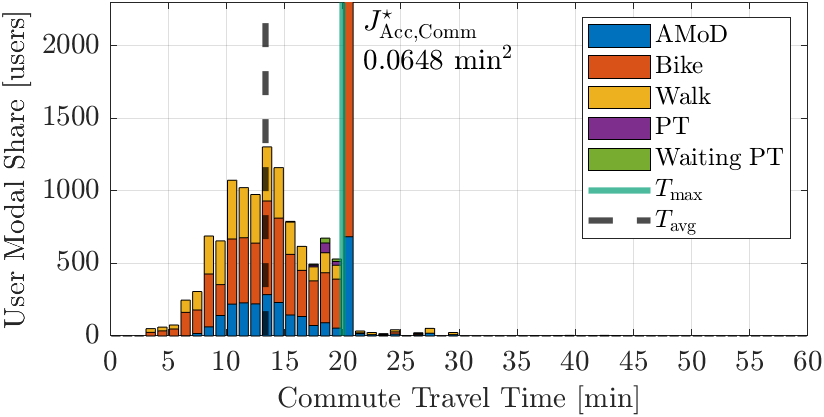 J⋆Acc,Comm
0.0648 min²
AMoD
Bike
Walk
PT
Waiting PT
Tmax
Tavg
User Modal Share [users]
2000
1500
1000
500
0
0 5 10 15 20 25 30 35 40 45 50 55 60
Commute Travel Time [min]